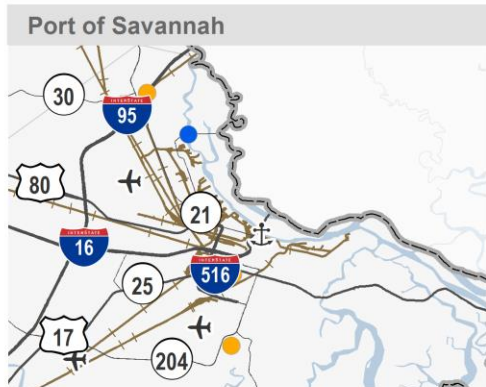 Port of Savannah
30
INTERSTATE
95
80
21
INTERSTATE
16
INTERSTATE
516
25
17
204